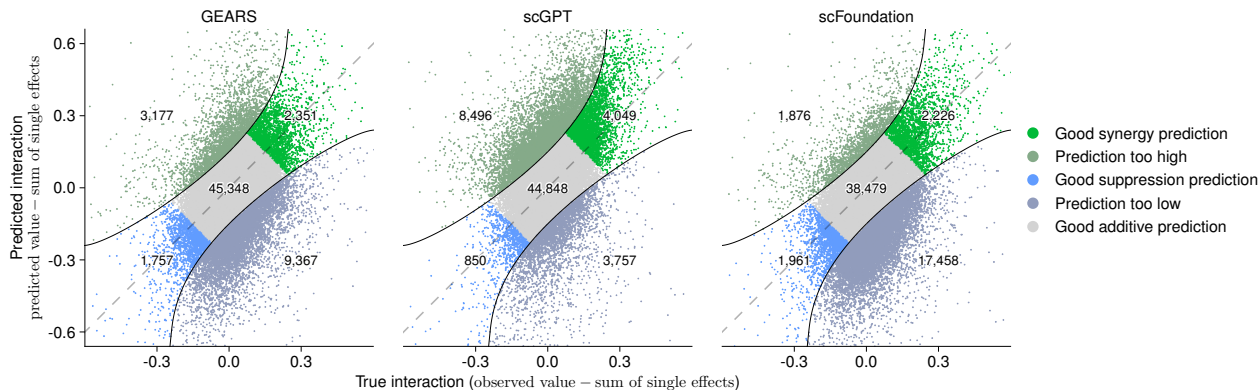 GEARS
scGPT
scFoundation
Predicted interaction
predicted value − sum of single effects
0.6
0.3
0.0
-0.3
-0.6
3,177
2,351
45,348
1,757
9,367
8,496
4,049
44,848
850
3,757
1,876
2,226
38,479
1,961
17,458
-0.3
0.0
0.3
-0.3
0.0
0.3
-0.3
0.0
0.3
True interaction (observed value − sum of single effects)
Good synergy prediction
Prediction too high
Good suppression prediction
Prediction too low
Good additive prediction